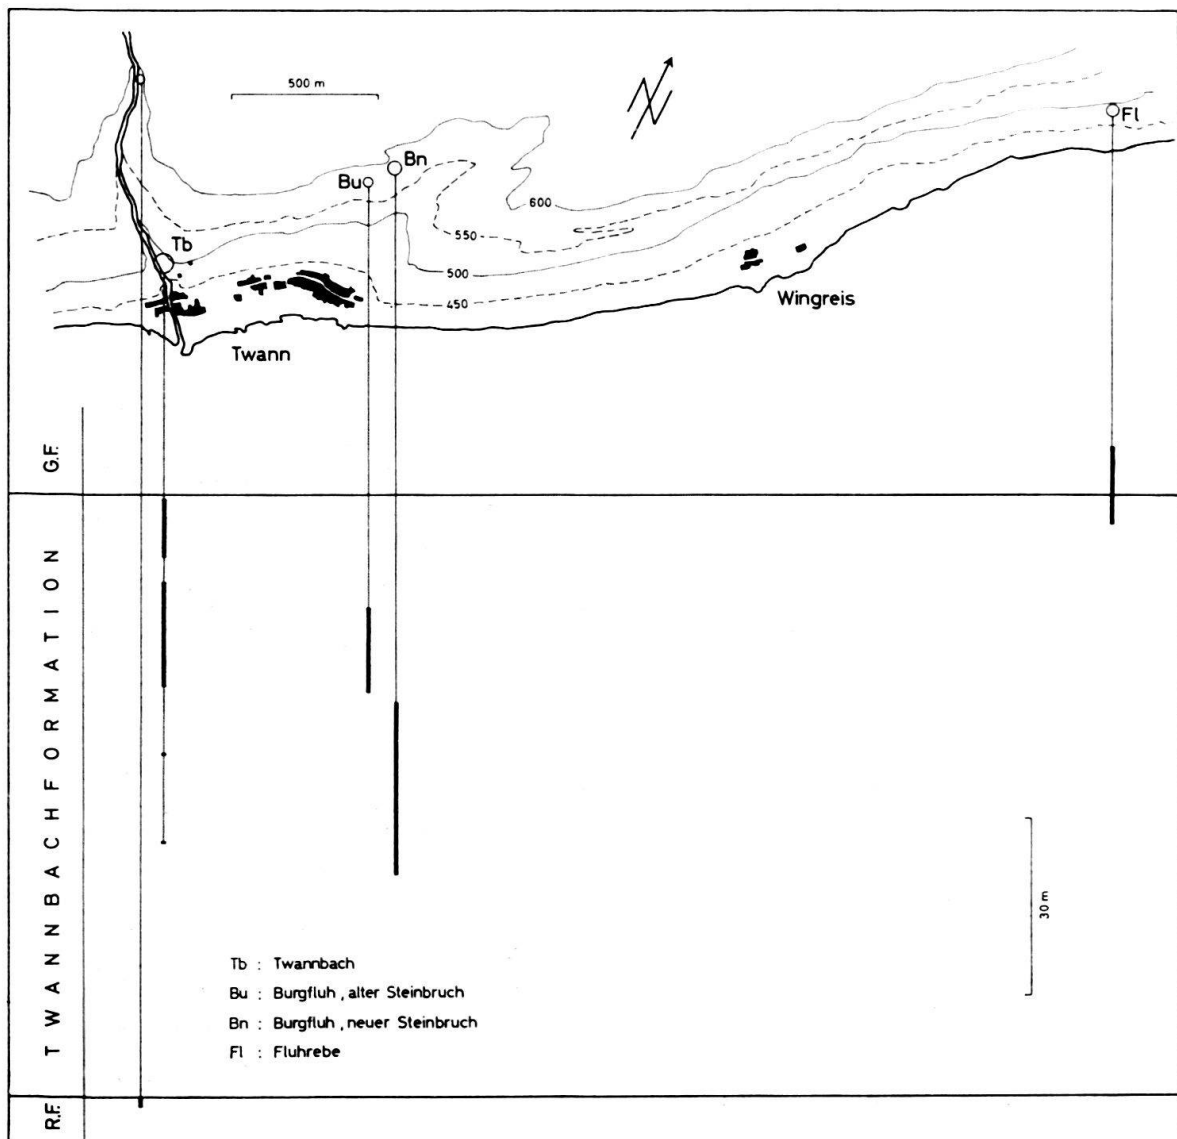 500 m
N
Fl
Bn
Bu
600
550
Tb
500
450
Wingreis
Twann
G.F.
TWANNBACHFORMATION
30 m
Tb : Twannbach
Bu : Burgfluh , alter Steinbruch
Bn : Burgfluh , neuer Steinbruch
Fl : Fluhrebe
R.F.